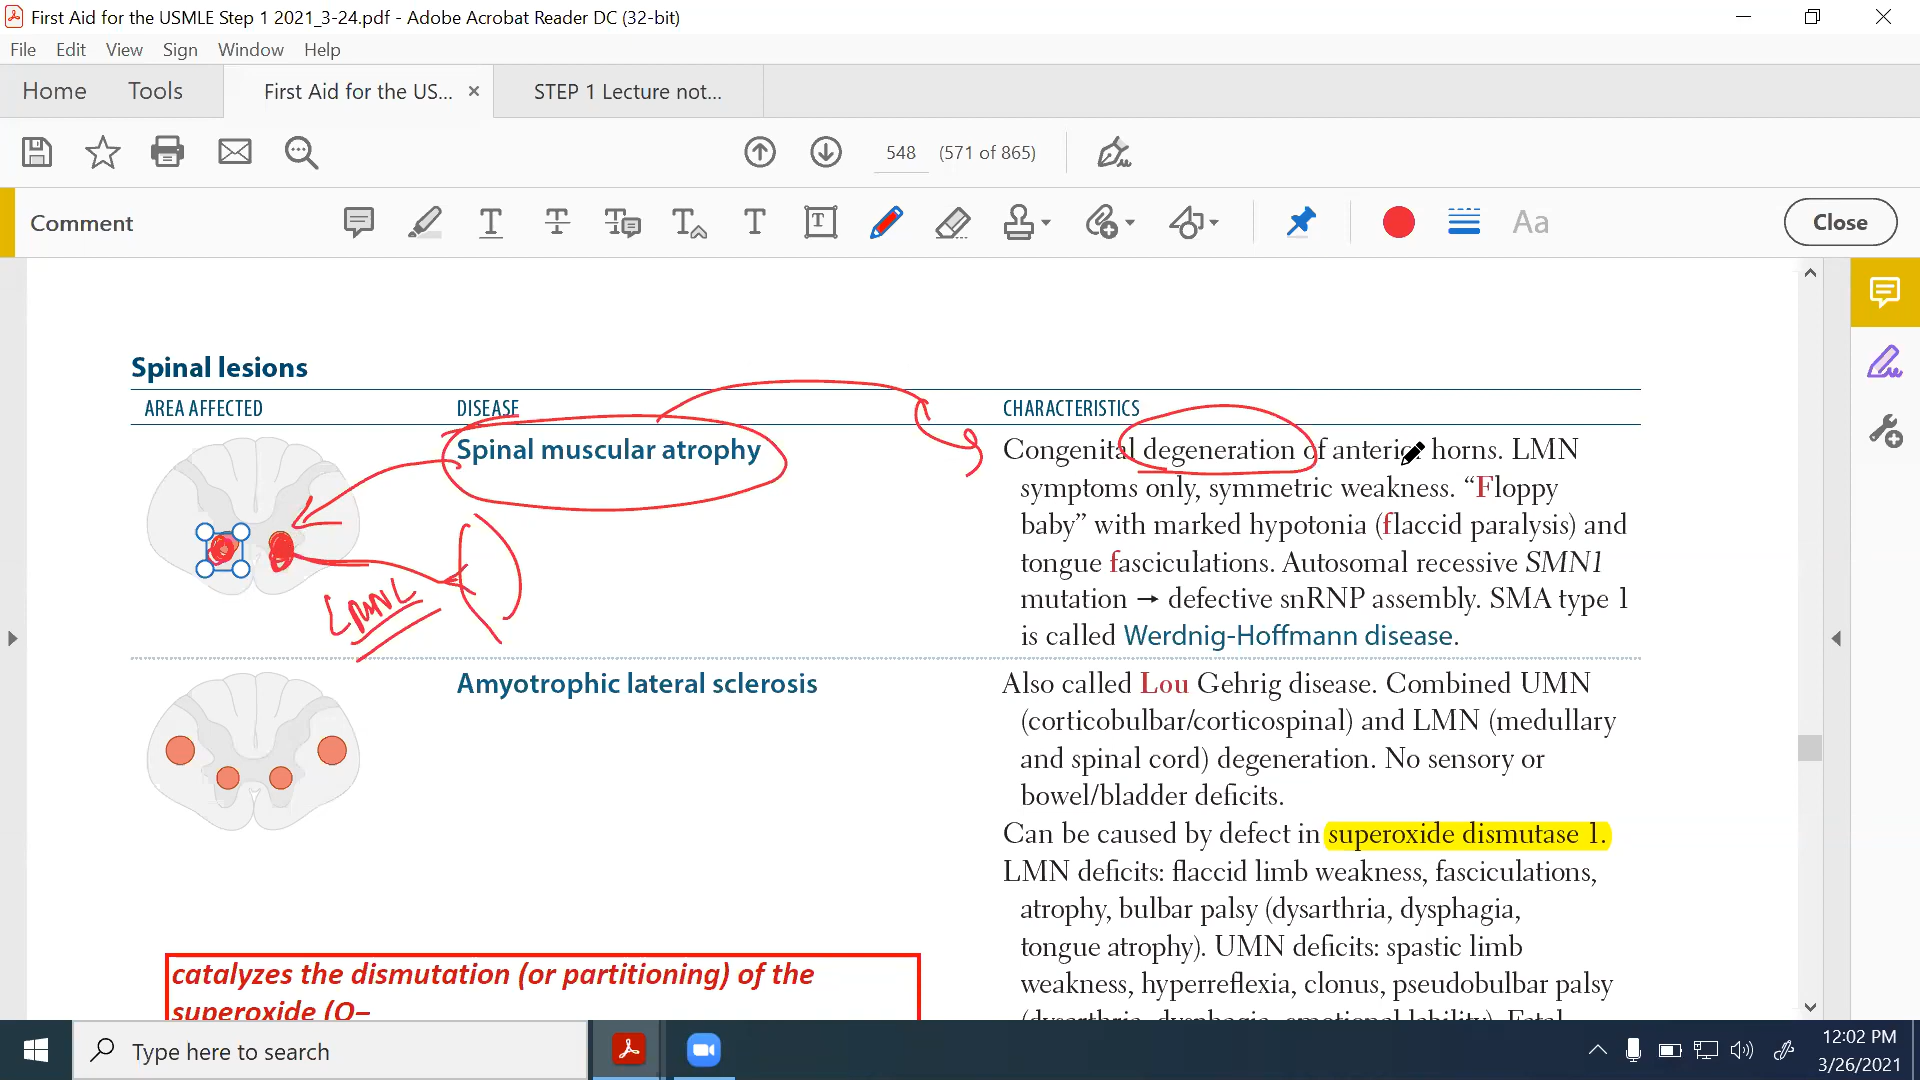 First Aid for the USMLE Step 1 2021_3-24.pdf - Adobe Acrobat Reader DC (32-bit)
File Edit View Sign Window Help
Home Tools First Aid for the US... × STEP 1 Lecture not...
548 (571 of 865)
Comment Aa Close
Spinal lesions
AREA AFFECTED DISEASE CHARACTERISTICS
Spinal muscular atrophy
Congenital degeneration of anterior horns. LMN
symptoms only, symmetric weakness. “Floppy
baby” with marked hypotonia (flaccid paralysis) and
tongue fasciculations. Autosomal recessive SMN1
mutation → defective snRNP assembly. SMA type 1
is called Werdnig-Hoffmann disease.
LMNL
Amyotrophic lateral sclerosis
Also called Lou Gehrig disease. Combined UMN
(corticobulbar/corticospinal) and LMN (medullary
and spinal cord) degeneration. No sensory or
bowel/bladder deficits.
Can be caused by defect in superoxide dismutase 1.
LMN deficits: flaccid limb weakness, fasciculations,
atrophy, bulbar palsy (dysarthria, dysphagia,
tongue atrophy). UMN deficits: spastic limb
weakness, hyperreflexia, clonus, pseudobulbar palsy
(dysarthria, dysphagia, emotional lability). Fatal
catalyzes the dismutation (or partitioning) of the
superoxide (O–
Type here to search
12:02 PM
3/26/2021